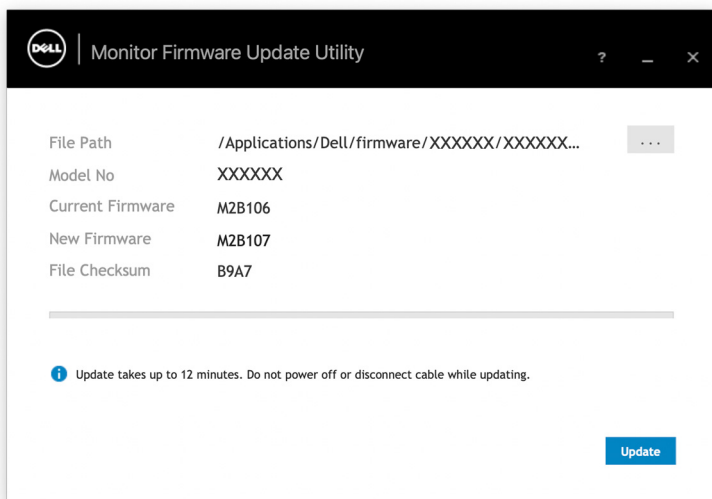 DELL
Monitor Firmware Update Utility
?
File Path /Applications/Dell/firmware/XXXXXX/XXXXXX... ...
Model No XXXXXX
Current Firmware M2B106
New Firmware M2B107
File Checksum B9A7
Update takes up to 12 minutes. Do not power off or disconnect cable while updating.
Update